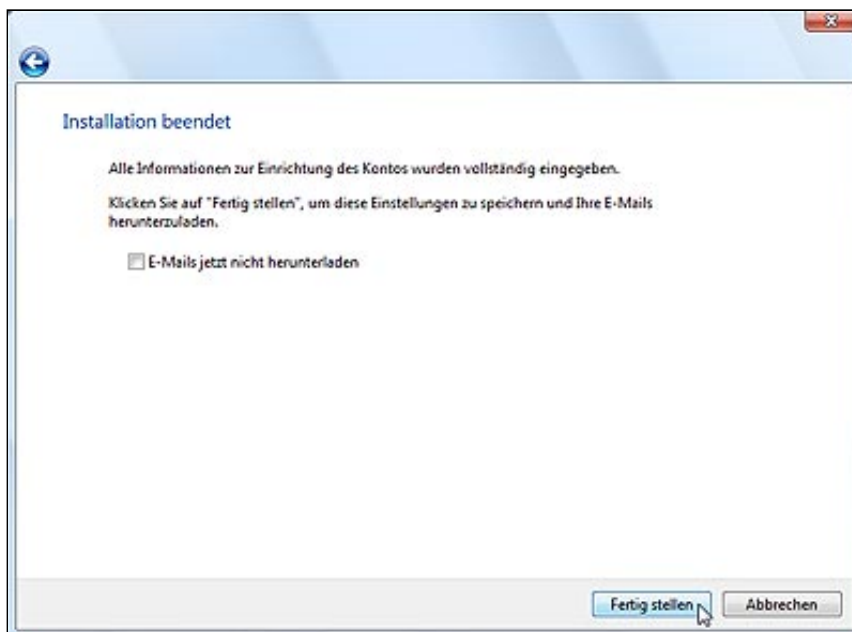 Installation beendet
Alle Informationen zur Einrichtung des Kontos wurden vollständig eingegeben.
Klicken Sie auf "Fertig stellen", um diese Einstellungen zu speichern und Ihre E-Mails
herunterzuladen.
E-Mails jetzt nicht herunterladen
Fertig stellen
Abbrechen